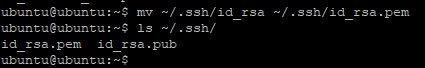 ubuntu@ubuntu:~$ mv ~/.ssh/id_rsa ~/.ssh/id_rsa.pem
ubuntu@ubuntu:~$ ls ~/.ssh/
id_rsa.pem  id_rsa.pub
ubuntu@ubuntu:~$